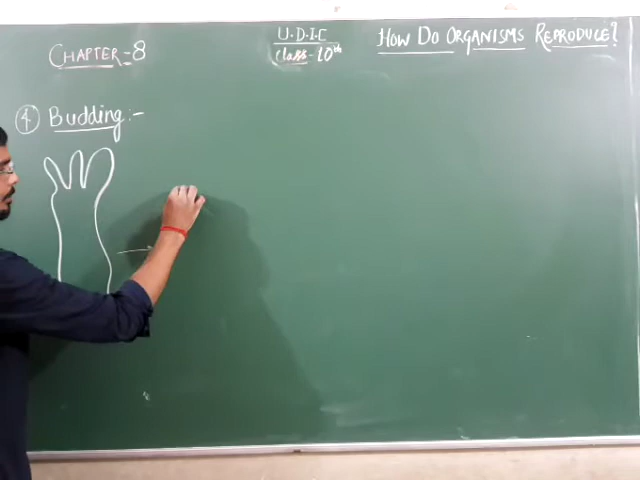 CHAPTER-8
U.D.I.C
Class-10th
HOW DO ORGANISMS REPRODUCE?
4 Budding:-